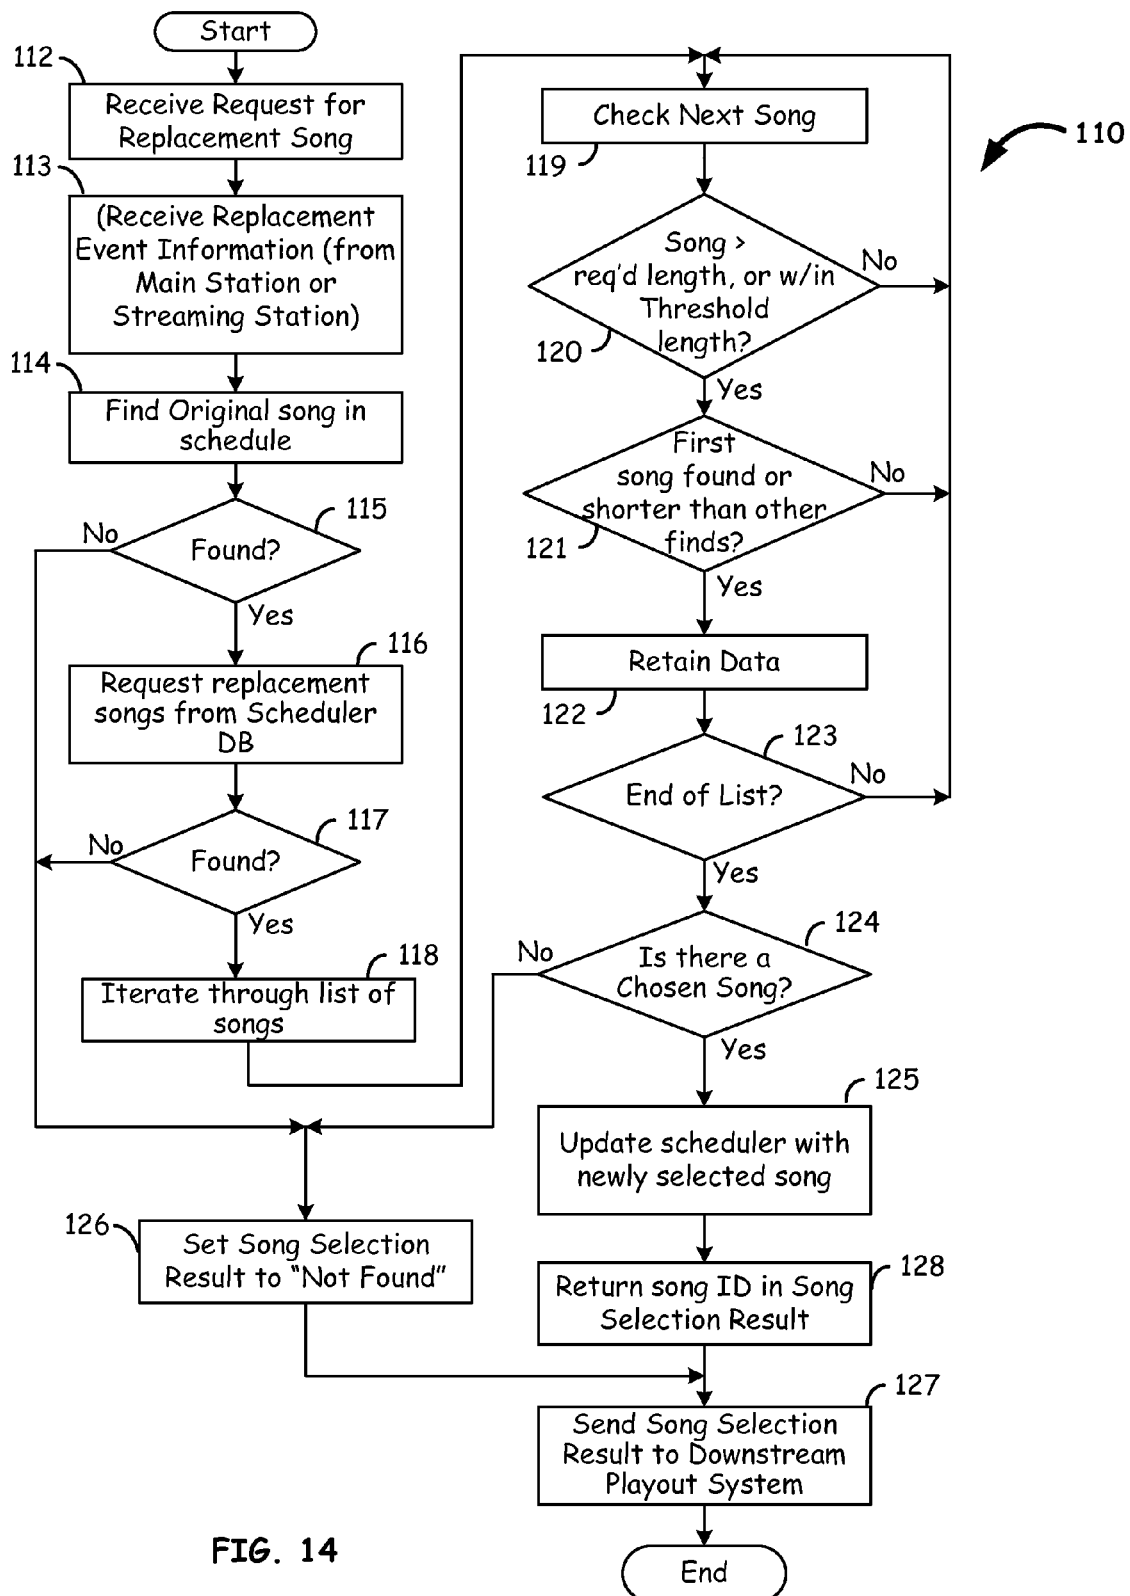 Start
112
Receive Request for
Replacement Song
113
(Receive Replacement
Event Information (from
Main Station or
Streaming Station)
114
Find Original song in
schedule
115
No
Found?
Yes
116
Request replacement
songs from Scheduler
DB
117
No
Found?
Yes
118
Iterate through list of
songs
110
Check Next Song
119
Song >
req'd length, or w/in
Threshold
length?
No
120
Yes
First
song found or
shorter than other
finds?
No
121
Yes
Retain Data
122
123
End of List?
No
Yes
124
No
Is there a
Chosen Song?
Yes
125
Update scheduler with
newly selected song
126
Set Song Selection
Result to "Not Found"
128
Return song ID in Song
Selection Result
127
Send Song Selection
Result to Downstream
Playout System
End
FIG. 14